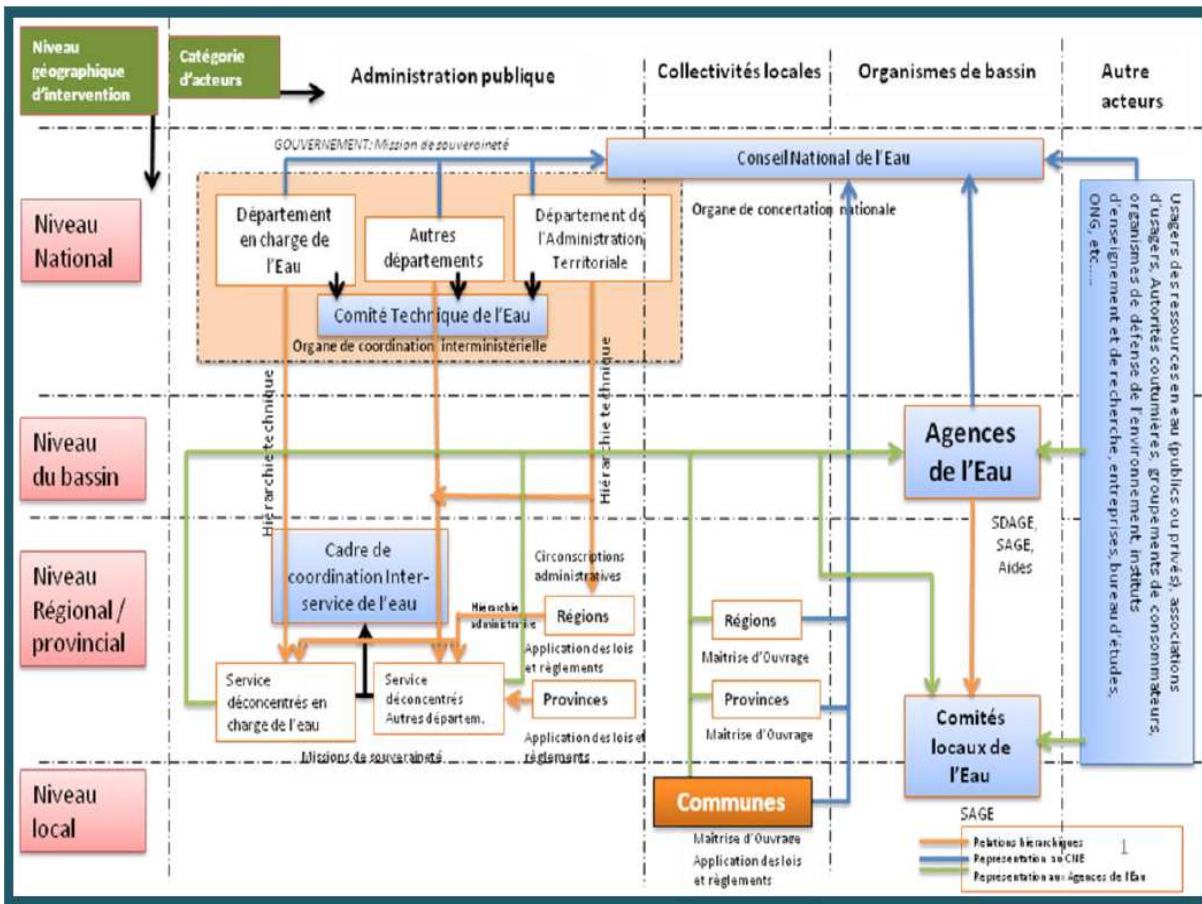 Niveau
géographique
d'intervention
Catégorie
d'acteurs
Administration publique
Collectivités locales
Organismes de bassin
Autre
acteurs
GOUVERNEMENT: Mission de souveraineté
Conseil National de l'Eau
Organe de concertation nationale
Niveau
National
Département
en charge de
l'Eau
Autres
départements
Département de
l'Administration
Territoriale
Comité Technique de l'Eau
Organe de coordination interministérielle
Usagers des ressources en eau (publics ou privés), associations
d'usagers, Autorités coutumières, groupements de consommateurs,
organismes de défense de l'environnement, instituts
d'enseignement et de recherche, entreprises, bureau d'études,
ONG, etc.....
Hiérarchie technique
Hiérarchie technique
Niveau
du bassin
Agences
de l'Eau
SDAGE,
SAGE,
Aides
Niveau
Régional /
provincial
Cadre de
coordination Inter-
service de l'eau
Circonscriptions
administratives
Hiérarchie
administrative
Régions
Application des lois
et règlements
Service
déconcentrés en
charge de l'eau
Service
déconcentrés
Autres départem.
Provinces
Application des lois et
règlements
Missions de souveraineté
Régions
Maîtrise d'Ouvrage
Provinces
Maîtrise d'Ouvrage
Comités
locaux de
l'Eau
SAGE
Niveau
local
Communes
Maîtrise d'Ouvrage
Application des lois
et règlements
Relations hiérarchiques
1
Représentation au CNE
Représentation aux Agences de l'Eau